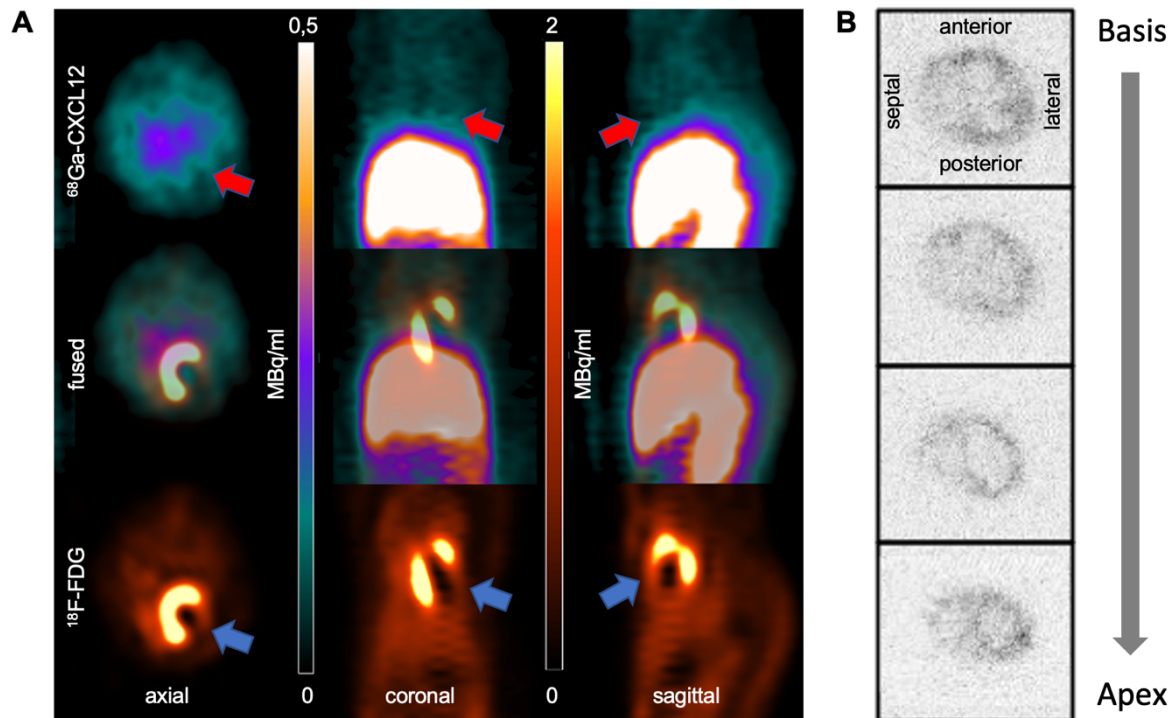 A
⁶⁸Ga-CXCL12
fused
¹⁸F-FDG
0,5
MBq/ml
0
2
MBq/ml
0
axial
coronal
sagittal
B
anterior
septal
lateral
posterior
Basis
Apex